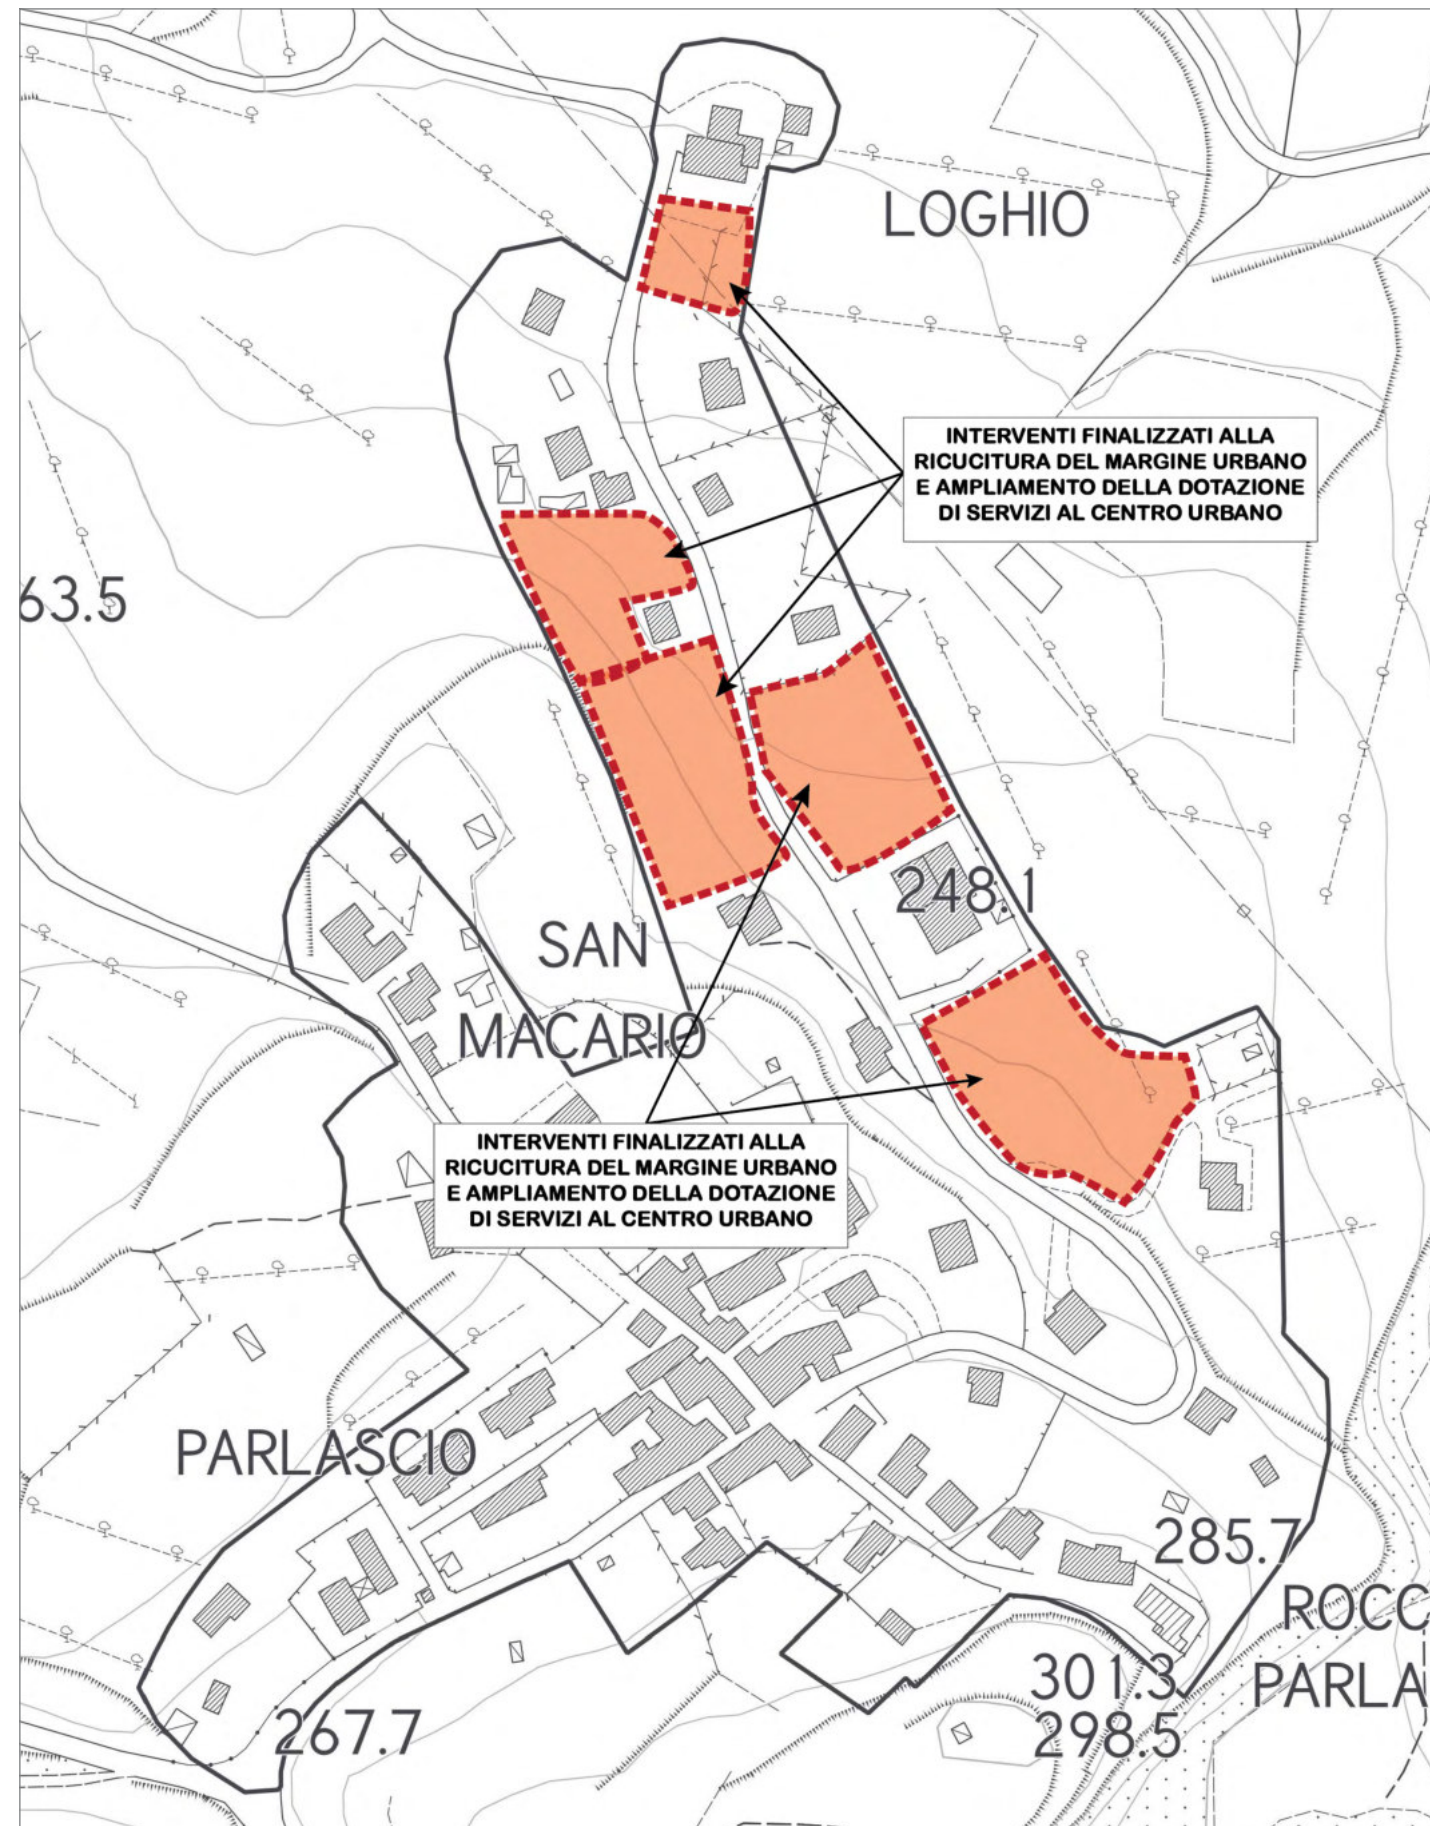 LOGHIO
INTERVENTI FINALIZZATI ALLA
RICUCITURA DEL MARGINE URBANO
E AMPLIAMENTO DELLA DOTAZIONE
DI SERVIZI AL CENTRO URBANO
63.5
248.1
SAN
MACARIO
INTERVENTI FINALIZZATI ALLA
RICUCITURA DEL MARGINE URBANO
E AMPLIAMENTO DELLA DOTAZIONE
DI SERVIZI AL CENTRO URBANO
PARLASCIO
285.7
ROCC
PARLA
301.3
298.5
267.7